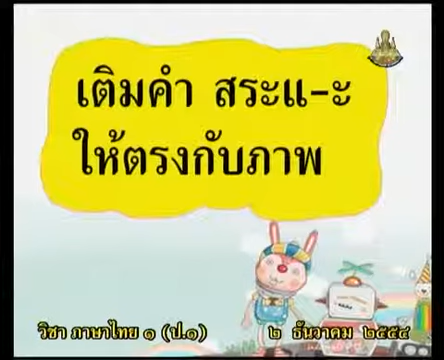 เติมคำ สระแ-ะ
ให้ตรงกับภาพ
วิชา ภาษาไทย ๑ (ป.๑)
๒ ธันวาคม ๒๕๕๔